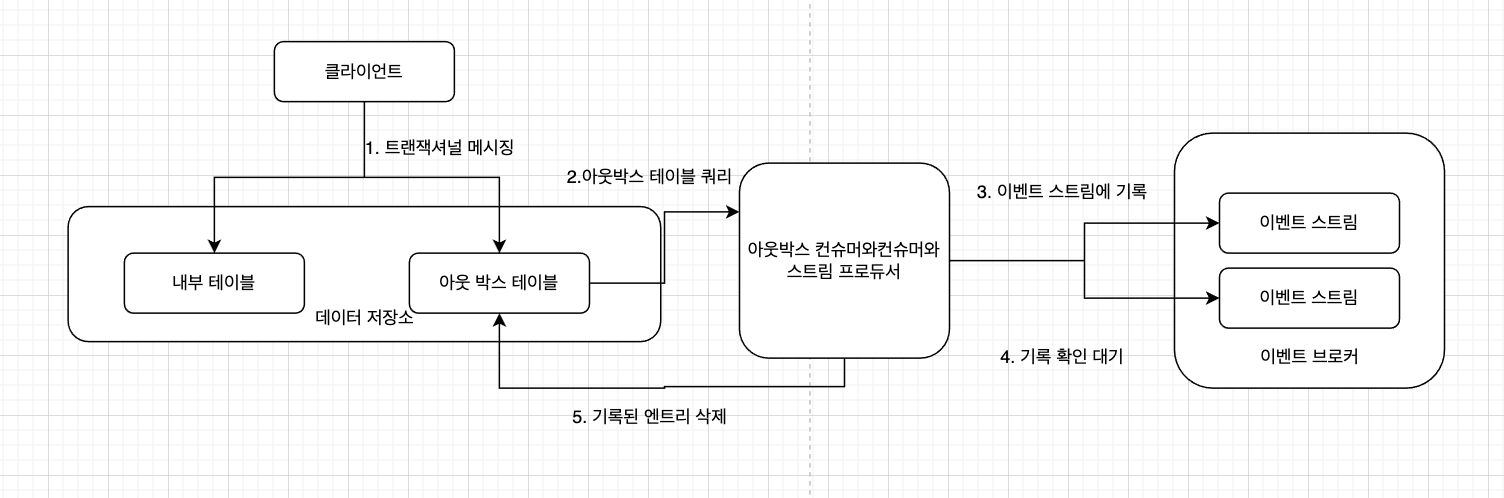 클라이언트
1. 트랜잭셔널 메시징
2.아웃박스 테이블 쿼리
3. 이벤트 스트림에 기록
이벤트 스트림
아웃박스 컨슈머와컨슈머와
스트림 프로듀서
내부 테이블
아웃 박스 테이블
이벤트 스트림
데이터 저장소
4. 기록 확인 대기
이벤트 브로커
5. 기록된 엔트리 삭제